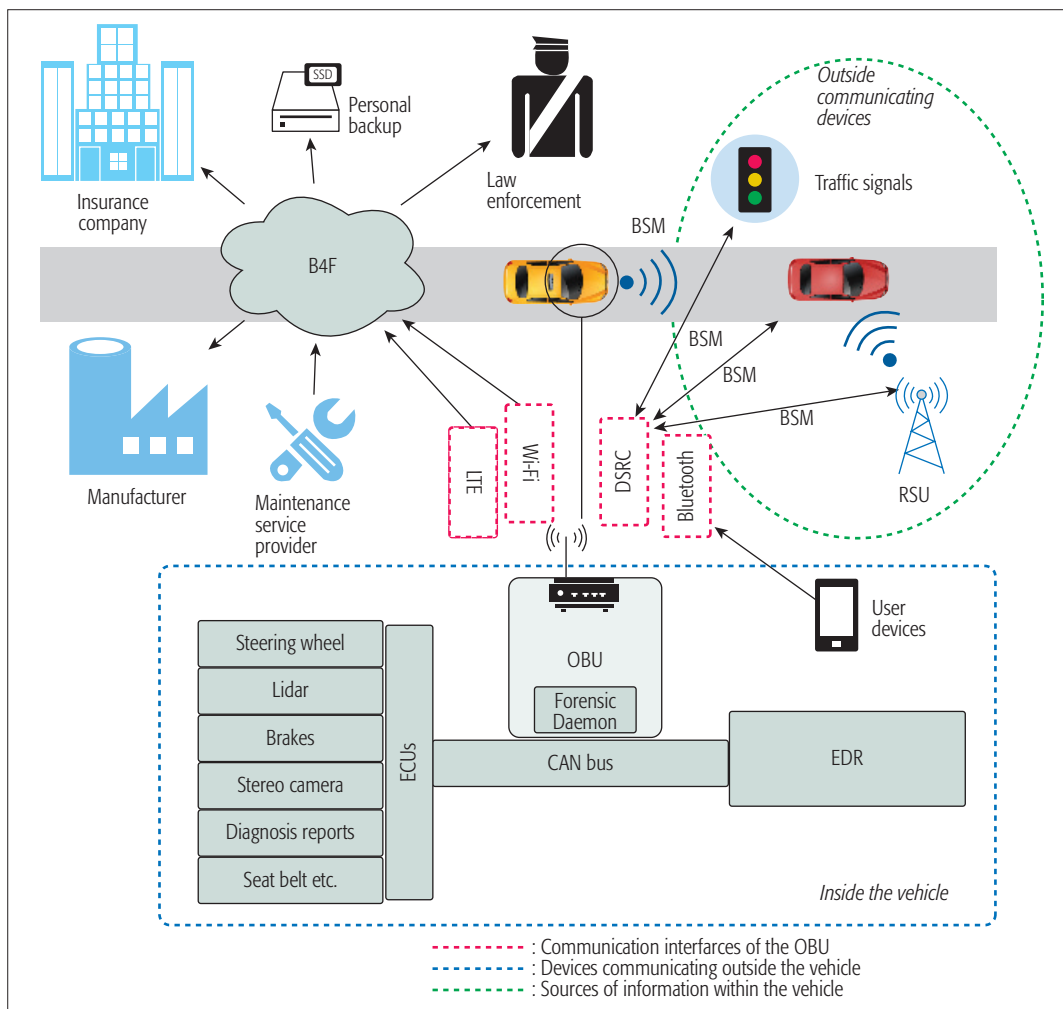 SSD
Personal
backup
Insurance
company
Law
enforcement
Outside
communicating
devices
Traffic signals
BSM
B4F
BSM
BSM
BSM
Manufacturer
Maintenance
service
provider
LTE
Wi-Fi
DSRC
Bluetooth
RSU
User
devices
OBU
Forensic
Daemon
Steering wheel
Lidar
Brakes
Stereo camera
Diagnosis reports
Seat belt etc.
ECUs
CAN bus
EDR
Inside the vehicle
: Communication interfarces of the OBU
: Devices communicating outside the vehicle
: Sources of information within the vehicle